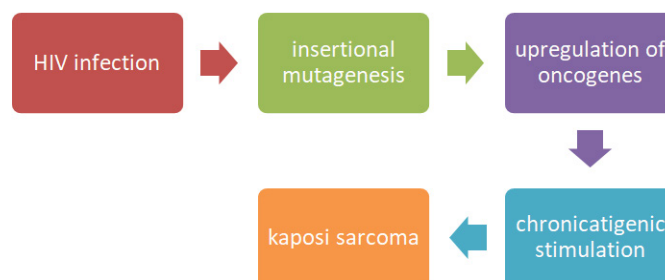 HIV infection
insertional
mutagenesis
upregulation of
oncogenes
chronicatigenic
stimulation
kaposi sarcoma